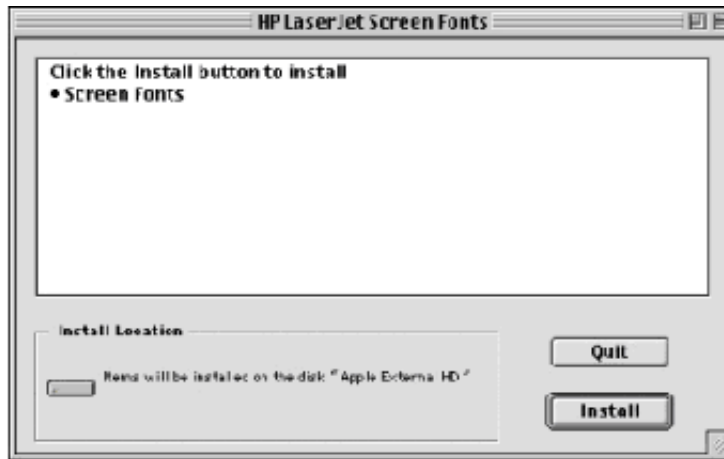 HP LaserJet Screen Fonts
Click the Install button to install
• Screen Fonts
Install Location
Items will be installed on the disk "Apple External HD"
Quit
Install